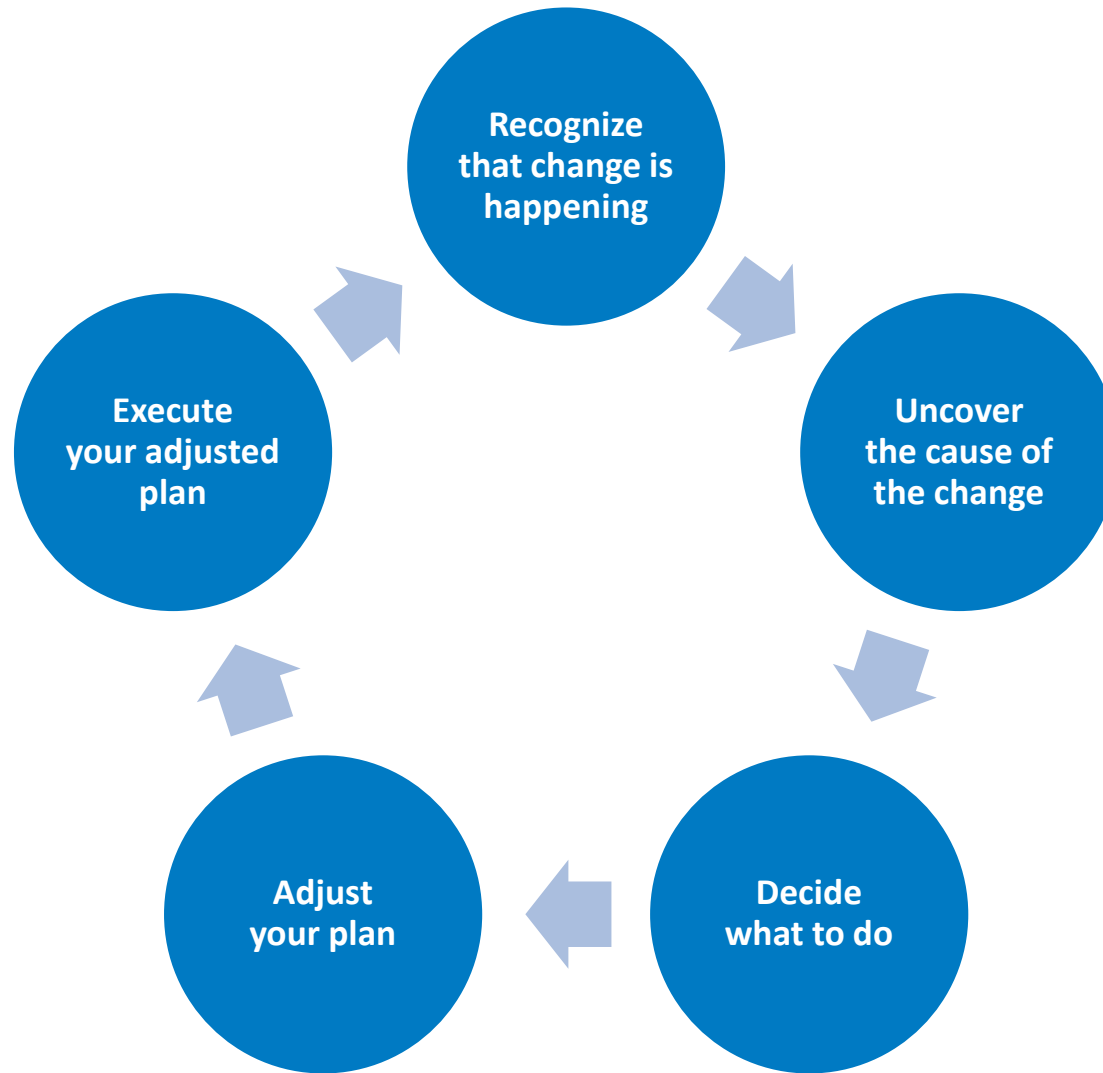 Recognize
that change is
happening
Uncover
the cause of
the change
Decide
what to do
Adjust
your plan
Execute
your adjusted
plan